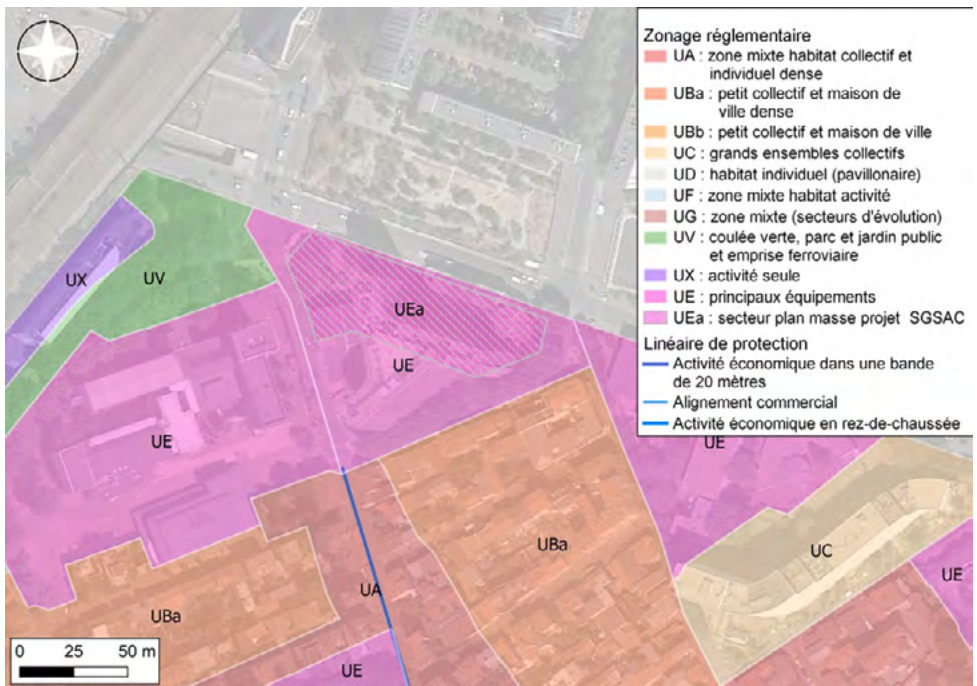 Zonage réglementaire
UA : zone mixte habitat collectif et
individuel dense
UBa : petit collectif et maison de
ville dense
UBb : petit collectif et maison de ville
UC : grands ensembles collectifs
UD : habitat individuel (pavillonaire)
UF : zone mixte habitat activité
UG : zone mixte (secteurs d'évolution)
UV : coulée verte, parc et jardin public
et emprise ferroviaire
UX : activité seule
UE : principaux équipements
UEa : secteur plan masse projet SGSAC
Linéaire de protection
Activité économique dans une bande
de 20 mètres
Alignement commercial
Activité économique en rez-de-chaussée
UX
UV
UEa
UE
UE
UE
UBa
UC
UE
UA
UBa
UE
0 25 50 m